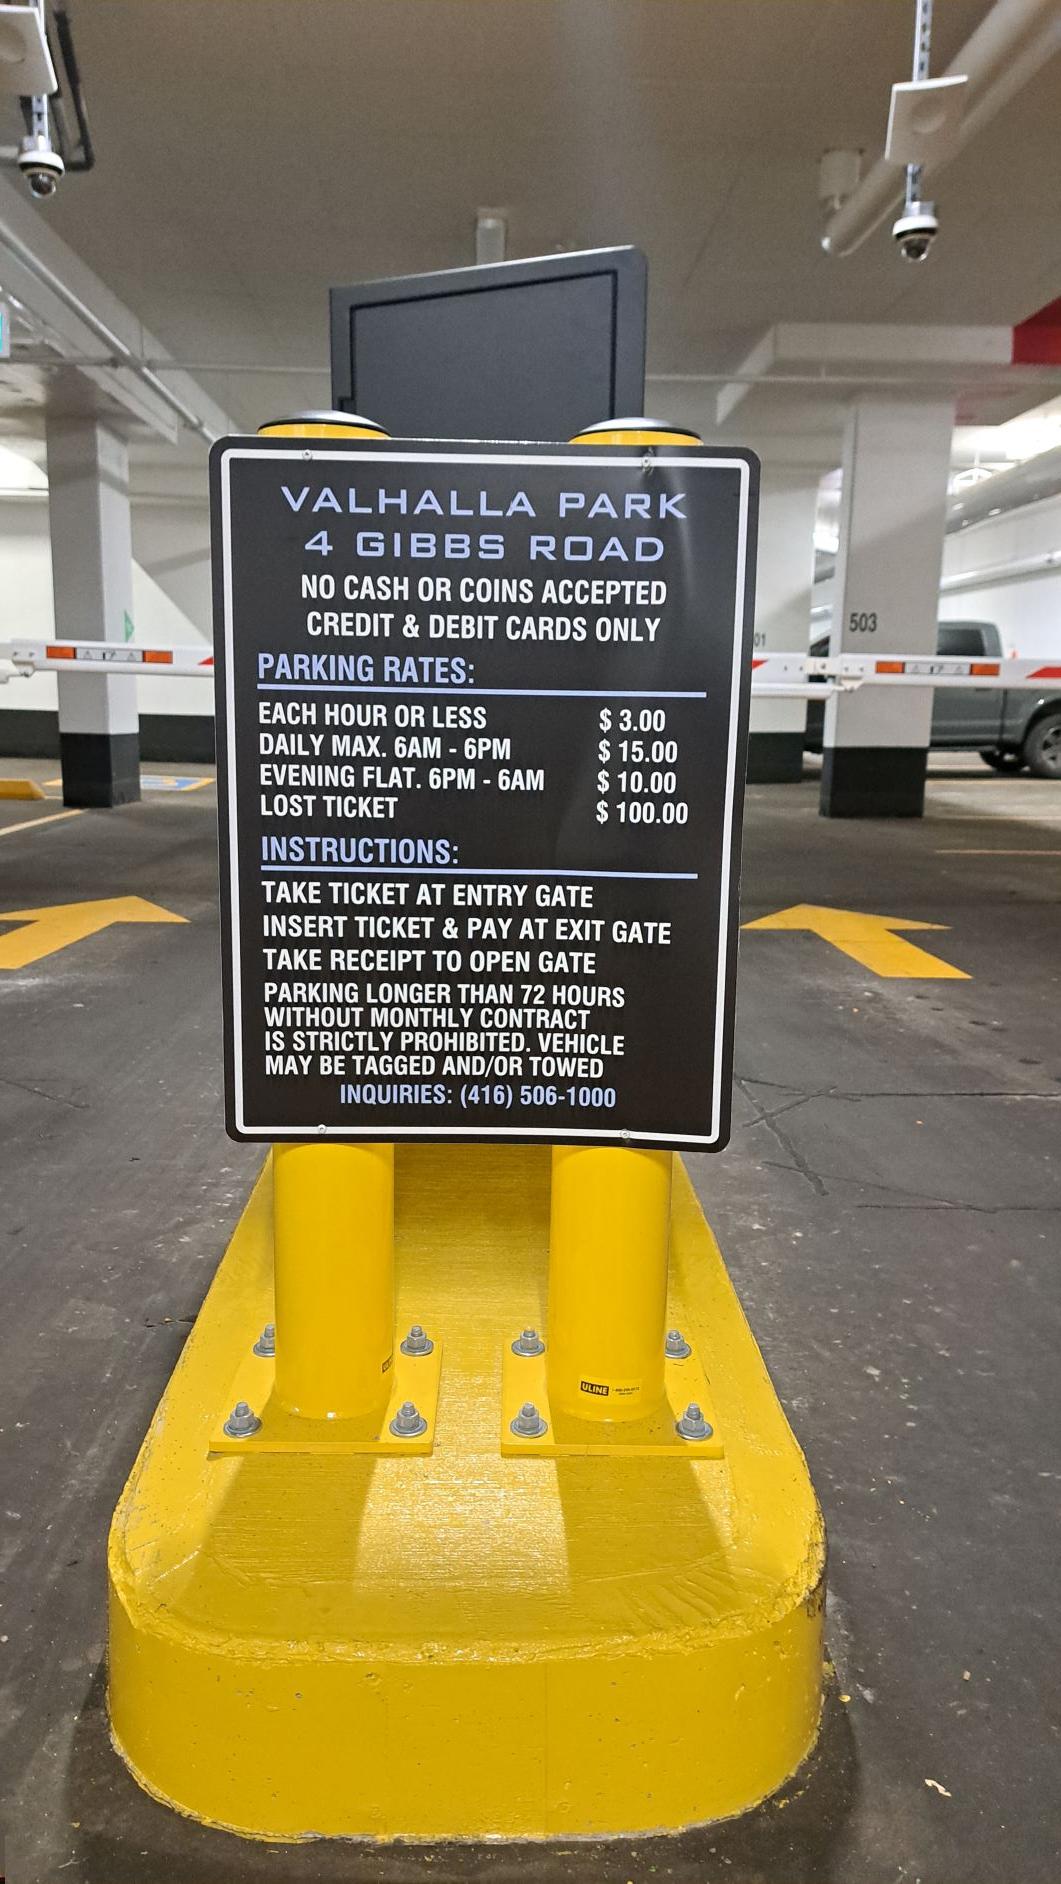 VALHALLA PARK
4 GIBBS ROAD
NO CASH OR COINS ACCEPTED
CREDIT & DEBIT CARDS ONLY
PARKING RATES:
EACH HOUR OR LESS $ 3.00
DAILY MAX. 6AM - 6PM $ 15.00
EVENING FLAT. 6PM - 6AM $ 10.00
LOST TICKET $ 100.00
INSTRUCTIONS:
TAKE TICKET AT ENTRY GATE
INSERT TICKET & PAY AT EXIT GATE
TAKE RECEIPT TO OPEN GATE
PARKING LONGER THAN 72 HOURS
WITHOUT MONTHLY CONTRACT
IS STRICTLY PROHIBITED. VEHICLE
MAY BE TAGGED AND/OR TOWED
INQUIRIES: (416) 506-1000
503
ULINE